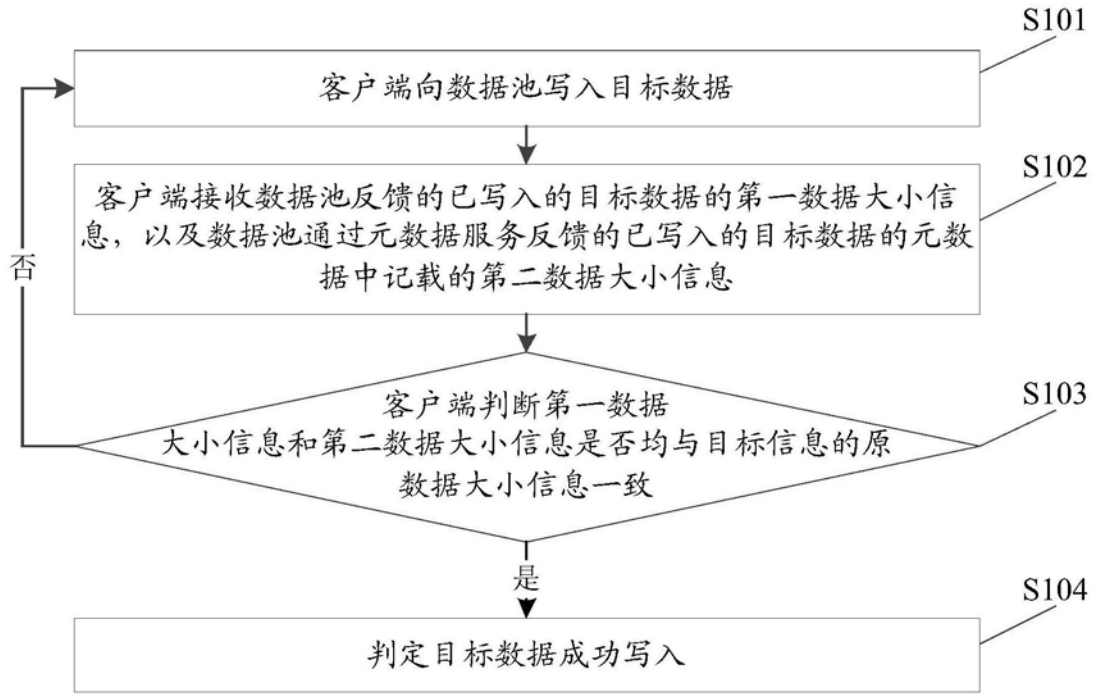 S101
客户端向数据池写入目标数据
S102
客户端接收数据池反馈的已写入的目标数据的第一数据大小信
息，以及数据池通过元数据服务反馈的已写入的目标数据的元数
据中记载的第二数据大小信息
否
S103
客户端判断第一数据
大小信息和第二数据大小信息是否均与目标信息的原
数据大小信息一致
是
S104
判定目标数据成功写入